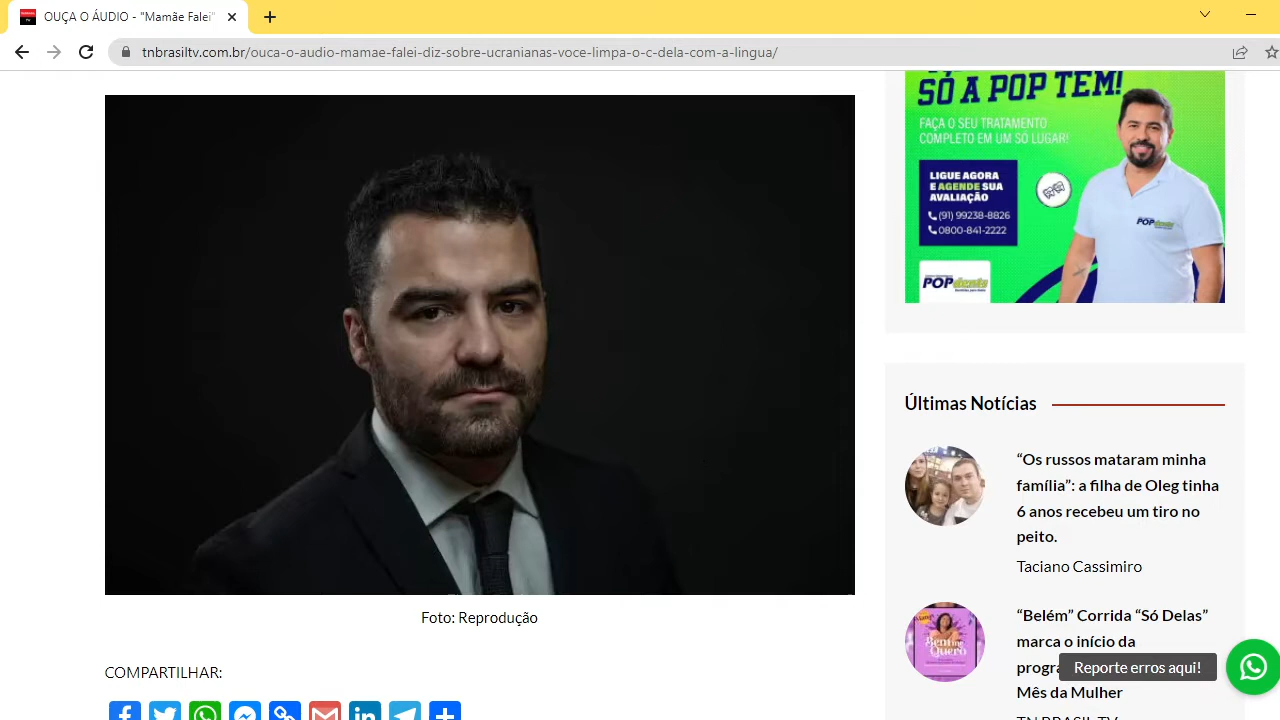 OUÇA O ÁUDIO - "Mamãe Falei"
tnbrasiltv.com.br/ouca-o-audio-mamae-falei-diz-sobre-ucranianas-voce-limpa-o-c-dela-com-a-lingua/
SÓ A POP TEM!
FAÇA O SEU TRATAMENTO
COMPLETO EM UM SÓ LUGAR!
LIGUE AGORA
E AGENDE SUA
AVALIAÇÃO
(91) 99238-8826
0800-841-2222
POPdents
Foto: Reprodução
COMPARTILHAR:
Últimas Notícias
“Os russos mataram minha
família”: a filha de Oleg tinha
6 anos recebeu um tiro no
peito.
Taciano Cassimiro
“Belém” Corrida “Só Delas”
marca o início da
Mês da Mulher
TN BRASIL TV
Reporte erros aqui!